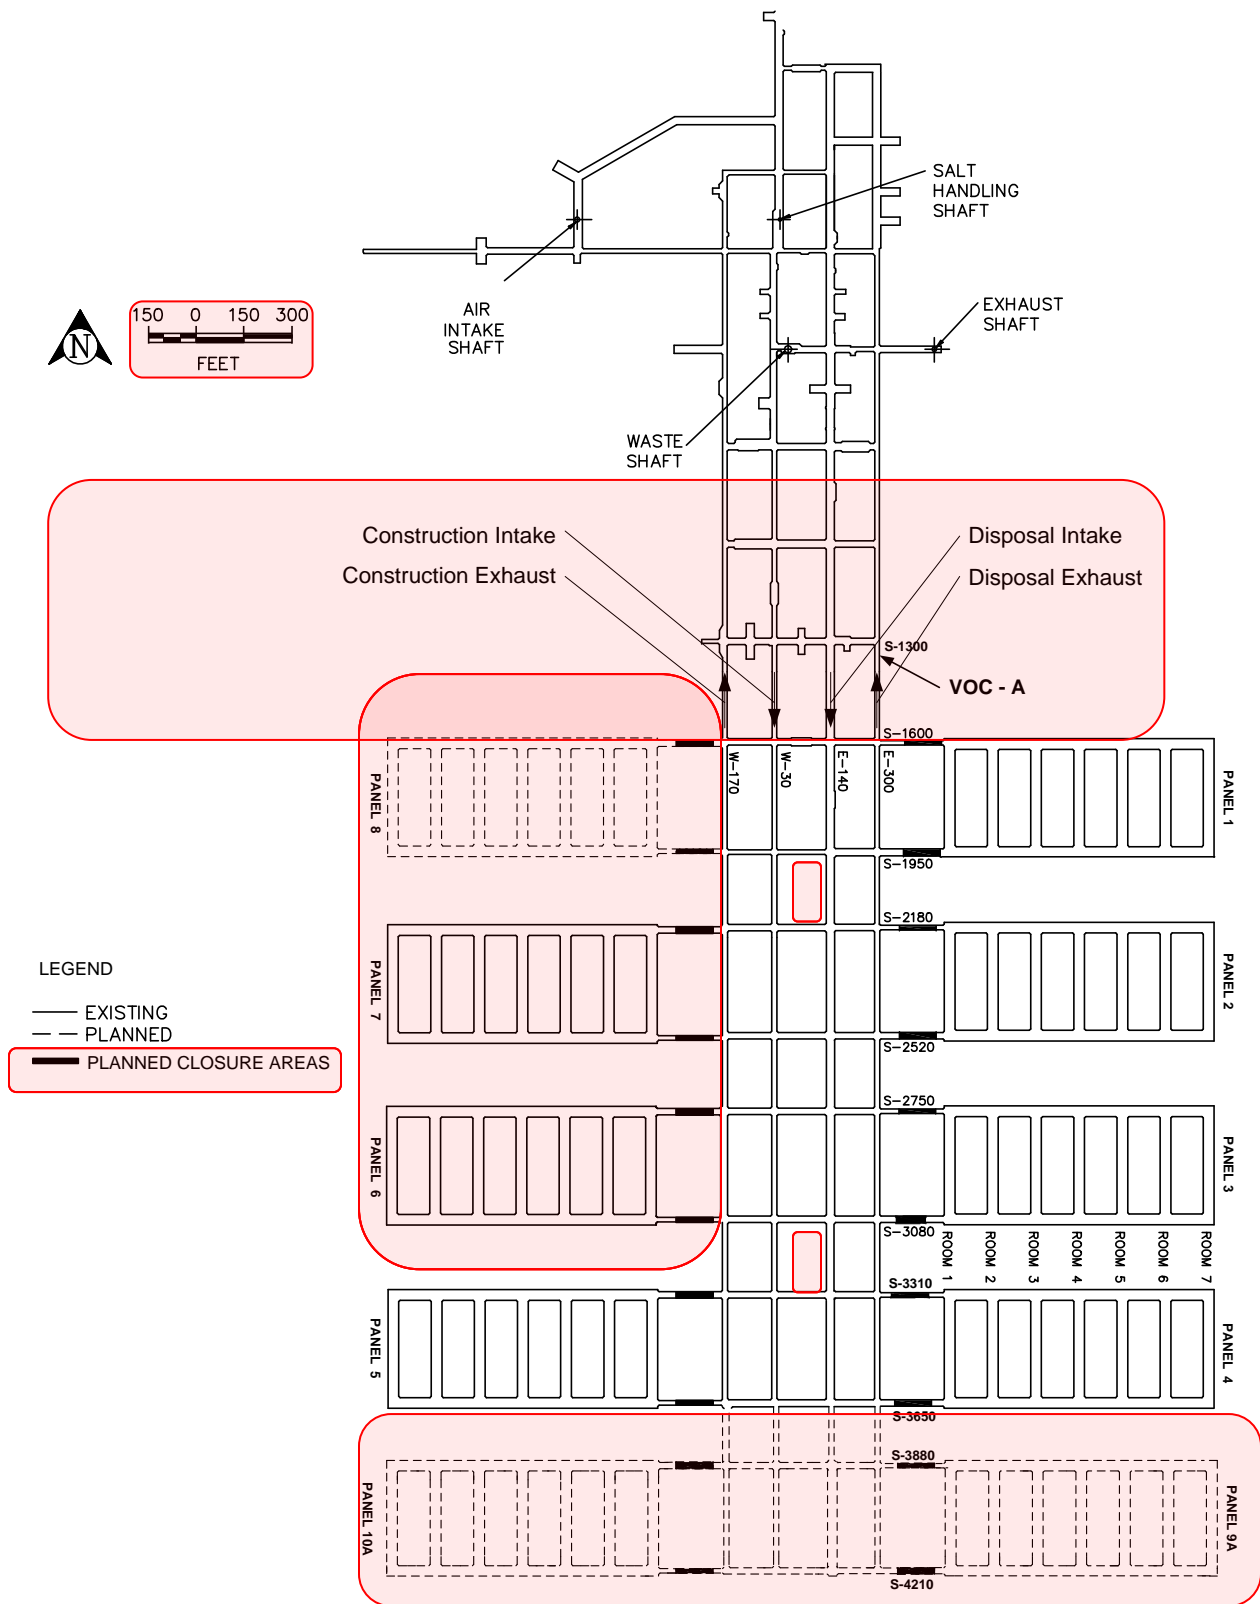 SALT
HANDLING
SHAFT
AIR
INTAKE
SHAFT
EXHAUST
SHAFT
150 0 150 300
FEET
N
WASTE
SHAFT
Construction Intake
Construction Exhaust
Disposal Intake
Disposal Exhaust
S-1300
VOC - A
S-1600
W-170
W-30
E-140
E-300
PANEL 8
PANEL 1
S-1950
S-2180
PANEL 7
PANEL 2
LEGEND
EXISTING
PLANNED
PLANNED CLOSURE AREAS
S-2520
S-2750
PANEL 6
PANEL 3
S-3080
ROOM 1
ROOM 2
ROOM 3
ROOM 4
ROOM 5
ROOM 6
ROOM 7
S-3310
PANEL 5
PANEL 4
S-3650
S-3880
PANEL 10A
PANEL 9A
S-4210